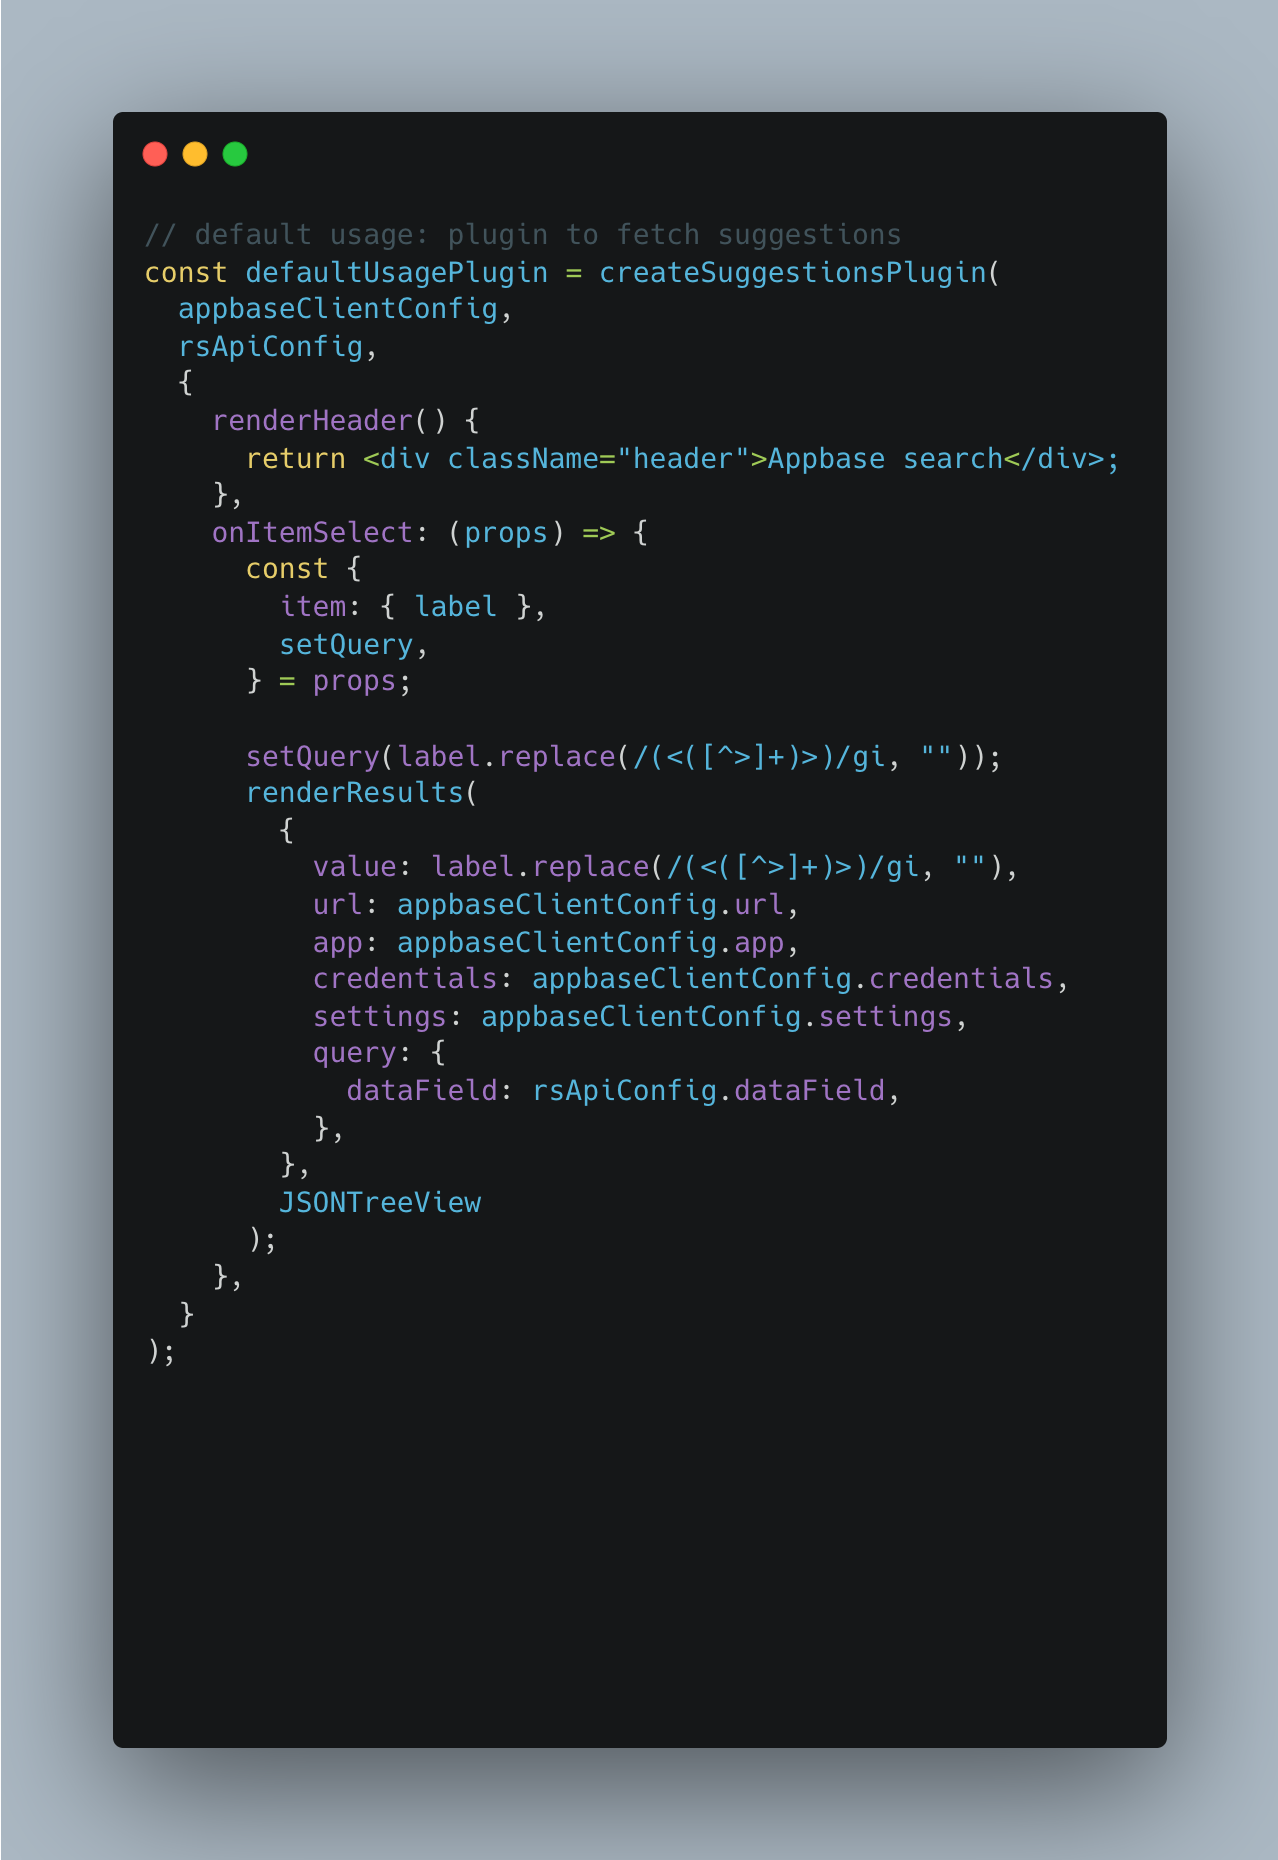 // default usage: plugin to fetch suggestions
const defaultUsagePlugin = createSuggestionsPlugin(
  appbaseClientConfig,
  rsApiConfig,
  {
    renderHeader() {
      return <div className="header">Appbase search</div>;
    },
    onItemSelect: (props) => {
      const {
        item: { label },
        setQuery,
      } = props;

      setQuery(label.replace(/(<([^>]+)>)/gi, ""));
      renderResults(
        {
          value: label.replace(/(<([^>]+)>)/gi, ""),
          url: appbaseClientConfig.url,
          app: appbaseClientConfig.app,
          credentials: appbaseClientConfig.credentials,
          settings: appbaseClientConfig.settings,
          query: {
            dataField: rsApiConfig.dataField,
          },
        },
        JSONTreeView
      );
    },
  }
);